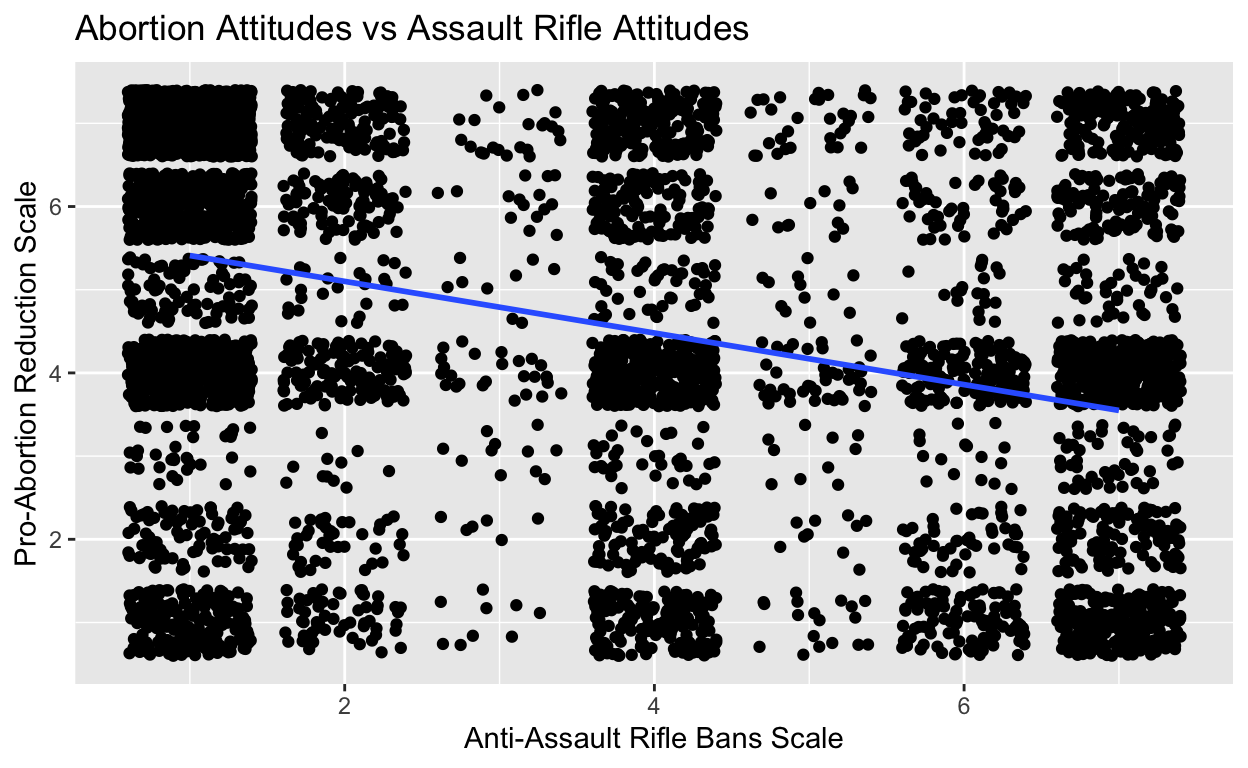 Abortion Attitudes vs Assault Rifle Attitudes
Pro-Abortion Reduction Scale
6
4
2
2
4
6
Anti-Assault Rifle Bans Scale